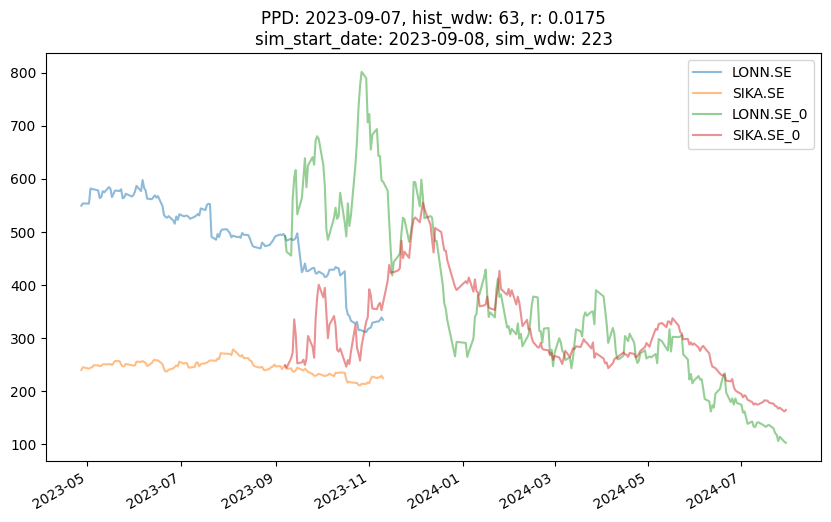 PPD: 2023-09-07, hist_wdw: 63, r: 0.0175
sim_start_date: 2023-09-08, sim_wdw: 223
LONN.SE
SIKA.SE
LONN.SE_0
SIKA.SE_0
800
700
600
500
400
300
200
100
2023-05
2023-07
2023-09
2023-11
2024-01
2024-03
2024-05
2024-07